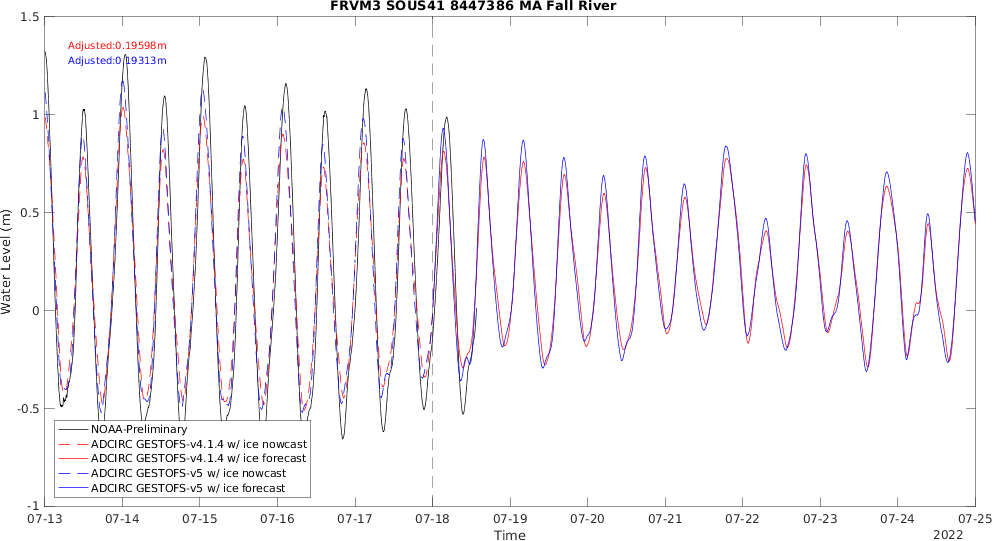 FRVM3 SOUS41 8447386 MA Fall River
Adjusted:0.19598m
Adjusted:0.19313m
Water Level (m)
1.5
1
0.5
0
-0.5
-1
NOAA-Preliminary
ADCIRC GESTOFS-v4.1.4 w/ ice nowcast
ADCIRC GESTOFS-v4.1.4 w/ ice forecast
ADCIRC GESTOFS-v5 w/ ice nowcast
ADCIRC GESTOFS-v5 w/ ice forecast
07-13 07-14 07-15 07-16 07-17 07-18 07-19 07-20 07-21 07-22 07-23 07-24 07-25
Time
2022